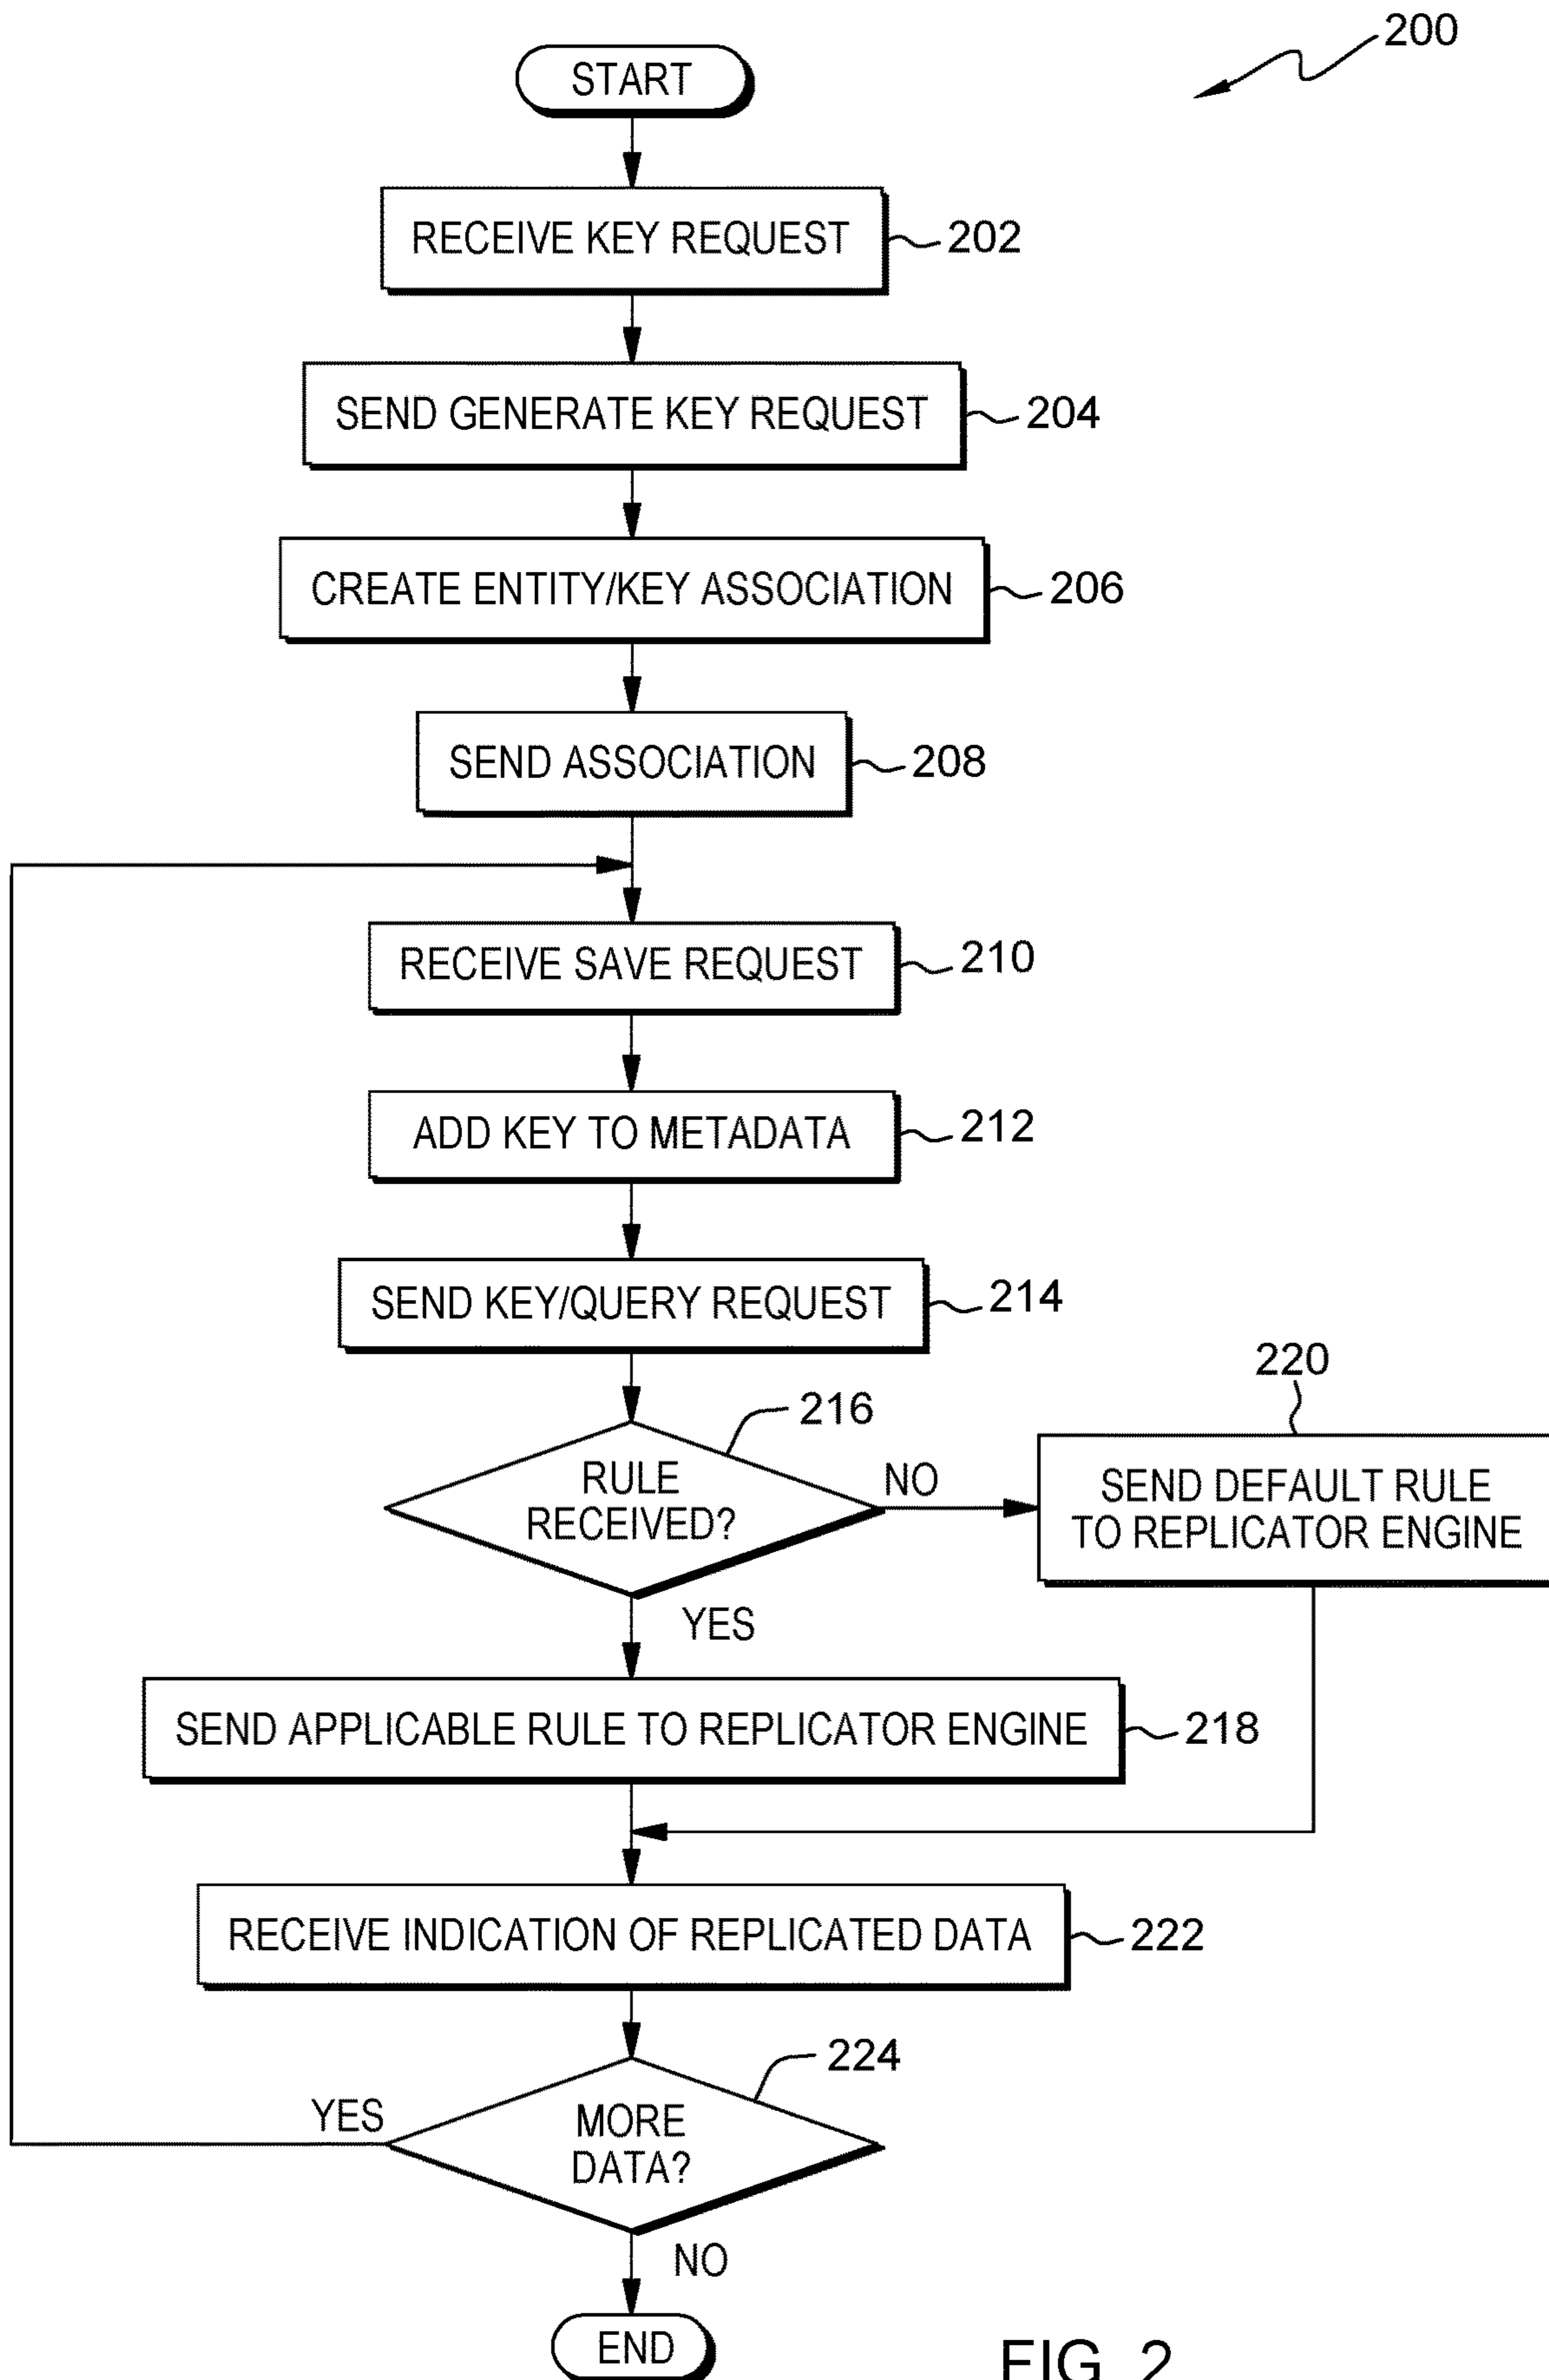 200
START
RECEIVE KEY REQUEST
202
SEND GENERATE KEY REQUEST
204
CREATE ENTITY/KEY ASSOCIATION
206
SEND ASSOCIATION
208
RECEIVE SAVE REQUEST
210
ADD KEY TO METADATA
212
SEND KEY/QUERY REQUEST
214
216
RULE
RECEIVED?
NO
220
SEND DEFAULT RULE
TO REPLICATOR ENGINE
YES
SEND APPLICABLE RULE TO REPLICATOR ENGINE
218
RECEIVE INDICATION OF REPLICATED DATA
222
224
MORE
DATA?
YES
NO
END
FIG. 2